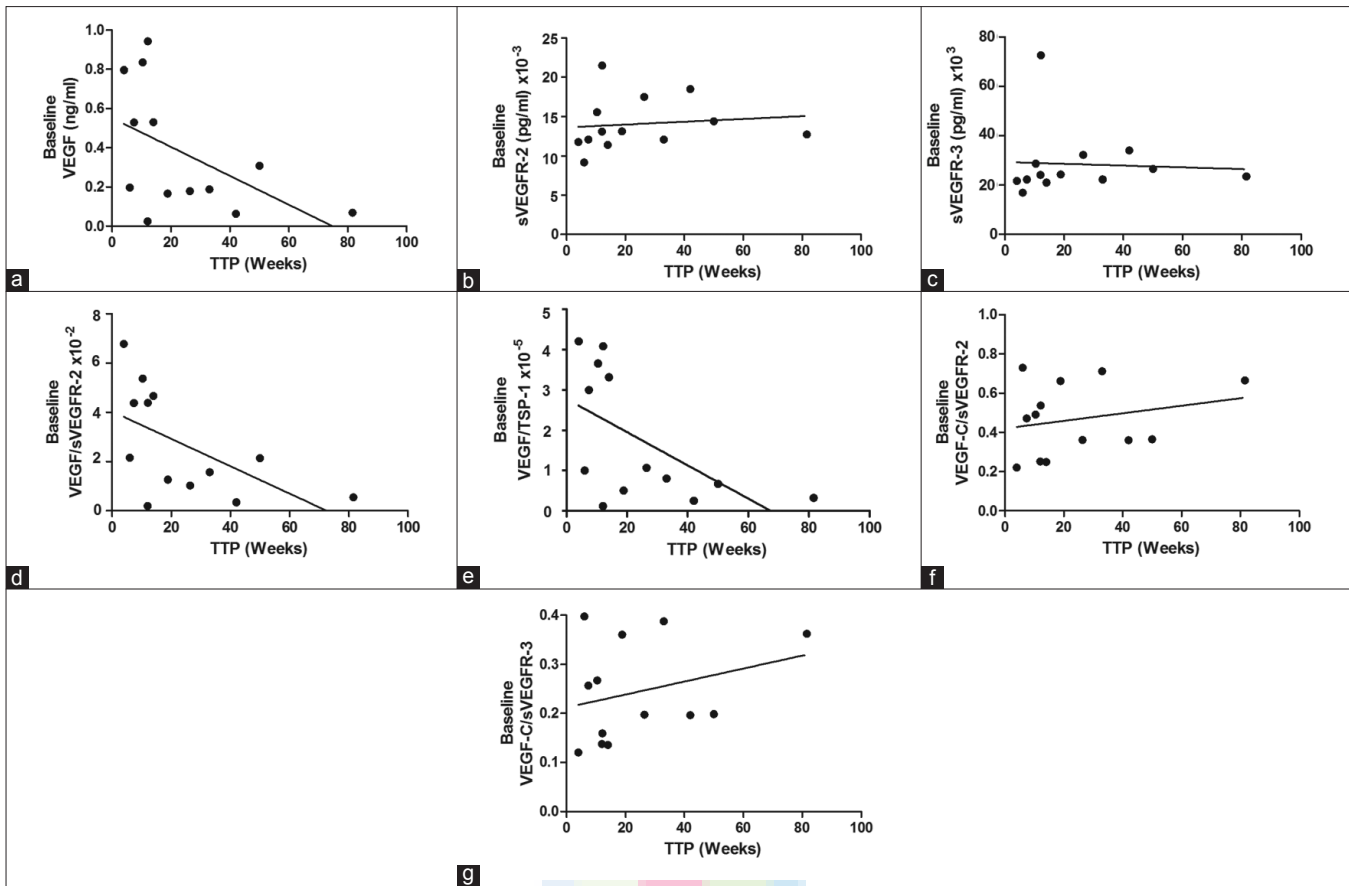 Baseline
VEGF (ng/ml)
1.0
0.8
0.6
0.4
0.2
0.0
0 20 40 60 80 100
TTP (Weeks)
a
Baseline
sVEGFR-2 (pg/ml) x10⁻³
25
20
15
10
5
0
0 20 40 60 80 100
TTP (Weeks)
b
Baseline
sVEGFR-3 (pg/ml) x10³
80
60
40
20
0
0 20 40 60 80 100
TTP (Weeks)
c
Baseline
VEGF/sVEGFR-2 x10⁻²
8
6
4
2
0
0 20 40 60 80 100
TTP (Weeks)
d
Baseline
VEGF/TSP-1 x10⁻⁵
5
4
3
2
1
0
0 20 40 60 80 100
TTP (Weeks)
e
Baseline
VEGF-C/sVEGFR-2
1.0
0.8
0.6
0.4
0.2
0.0
0 20 40 60 80 100
TTP (Weeks)
f
Baseline
VEGF-C/sVEGFR-3
0.4
0.3
0.2
0.1
0.0
0 20 40 60 80 100
TTP (Weeks)
g